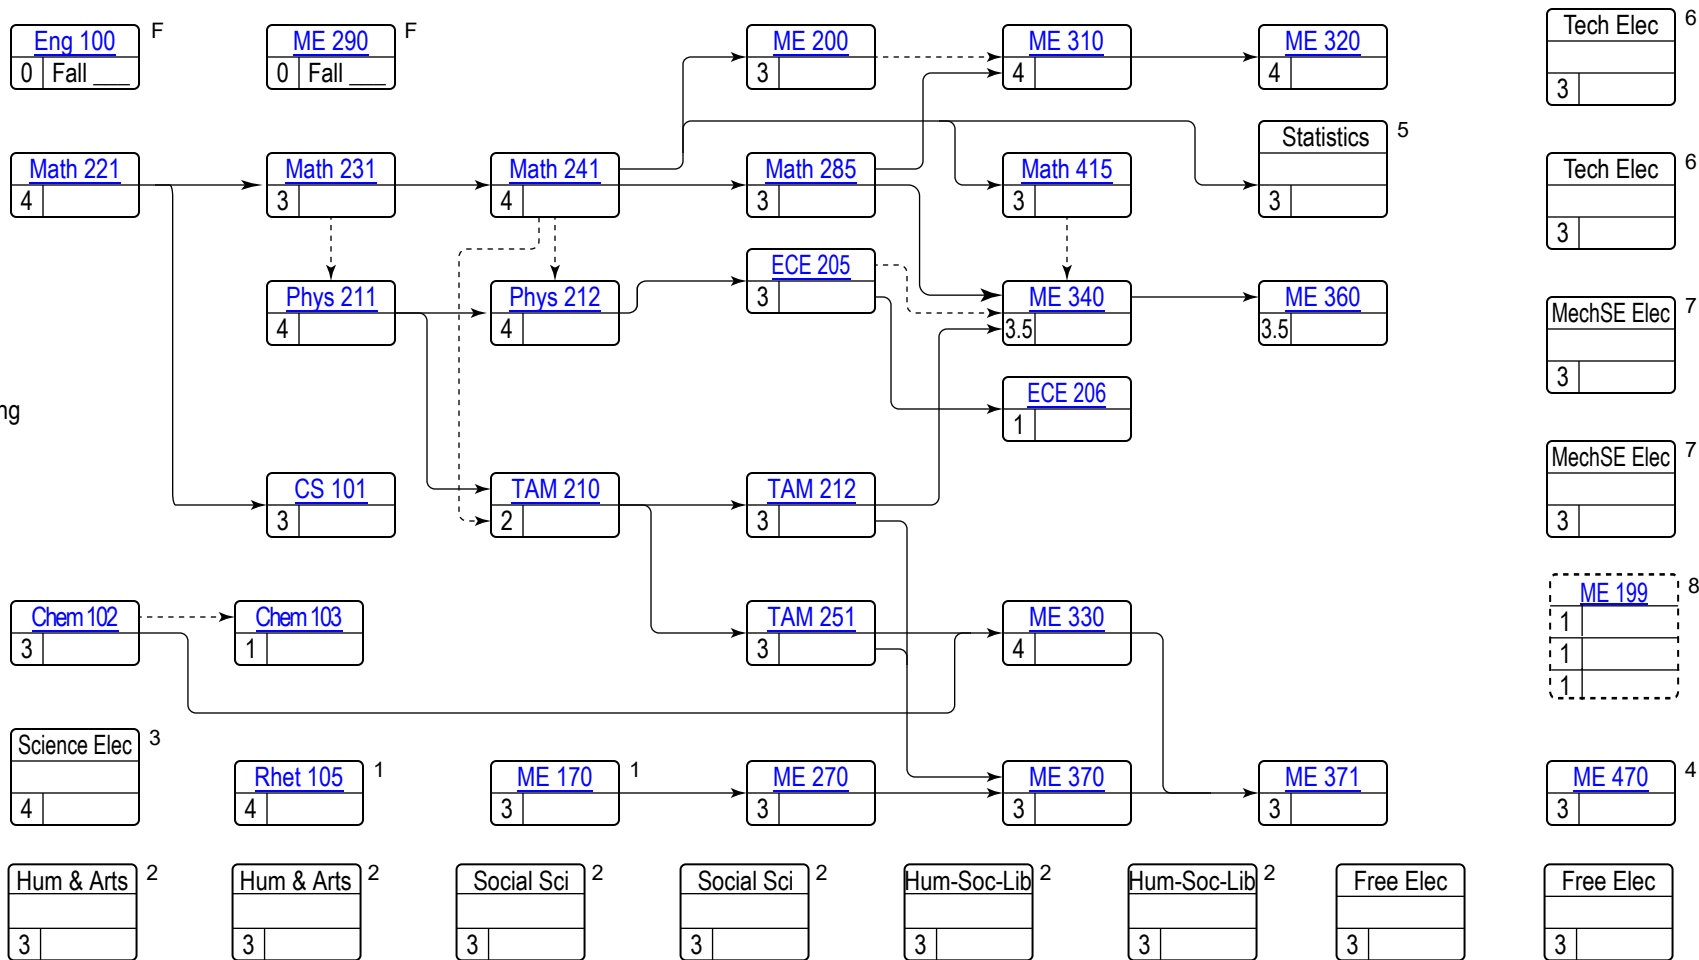 Eng 100 F
0 Fall ___
ME 290 F
0 Fall ___
ME 200
3
ME 310
4
ME 320
4
Tech Elec 6
3
Math 221
4
Math 231
3
Math 241
4
Math 285
3
Math 415
3
Statistics 5
3
Tech Elec 6
3
Phys 211
4
Phys 212
4
ECE 205
3
ME 340
3.5
ME 360
3.5
MechSE Elec 7
3
ng
ECE 206
1
CS 101
3
TAM 210
2
TAM 212
3
MechSE Elec 7
3
Chem 102
3
Chem 103
1
TAM 251
3
ME 330
4
ME 199 8
1
1
1
Science Elec 3
4
Rhet 105 1
4
ME 170 1
3
ME 270
3
ME 370
3
ME 371
3
ME 470 4
3
Hum & Arts 2
3
Hum & Arts 2
3
Social Sci 2
3
Social Sci 2
3
Hum-Soc-Lib 2
3
Hum-Soc-Lib 2
3
Free Elec
3
Free Elec
3